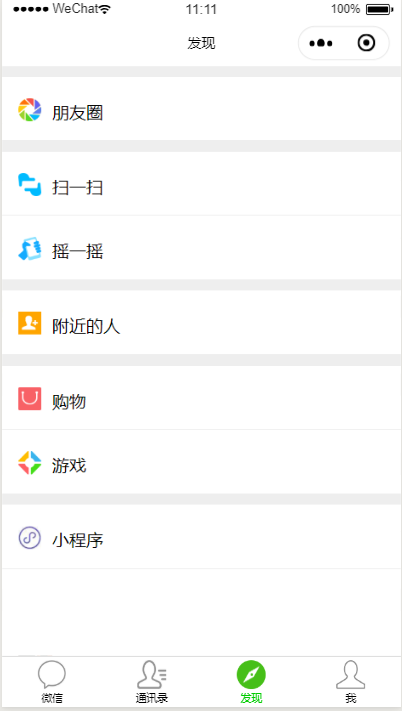 WeChat 11:11 100%
发现
朋友圈
扫一扫
摇一摇
附近的人
购物
游戏
小程序
微信 通讯录 发现 我